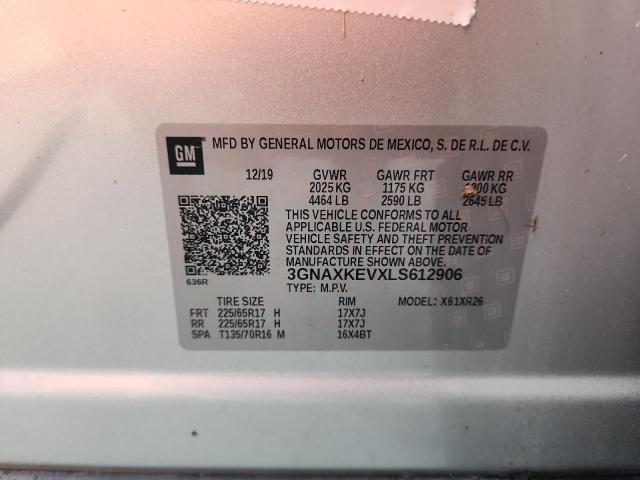 GM MFD BY GENERAL MOTORS DE MEXICO, S. DE R.L. DE C.V.
12/19 GVWR GAWR FRT GAWR RR
2025 KG 1175 KG 1200 KG
4464 LB 2590 LB 2645 LB
THIS VEHICLE CONFORMS TO ALL
APPLICABLE U.S. FEDERAL MOTOR
VEHICLE SAFETY AND THEFT PREVENTION
STANDARDS IN EFFECT ON THE DATE OF
MANUFACTURE SHOWN ABOVE.
3GNAXKEVXLS612906
636R
TYPE: M.P.V.
TIRE SIZE RIM MODEL: X61XR26
FRT 225/65R17 H 17X7J
RR 225/65R17 H 17X7J
SPA T135/70R16 M 16X4BT